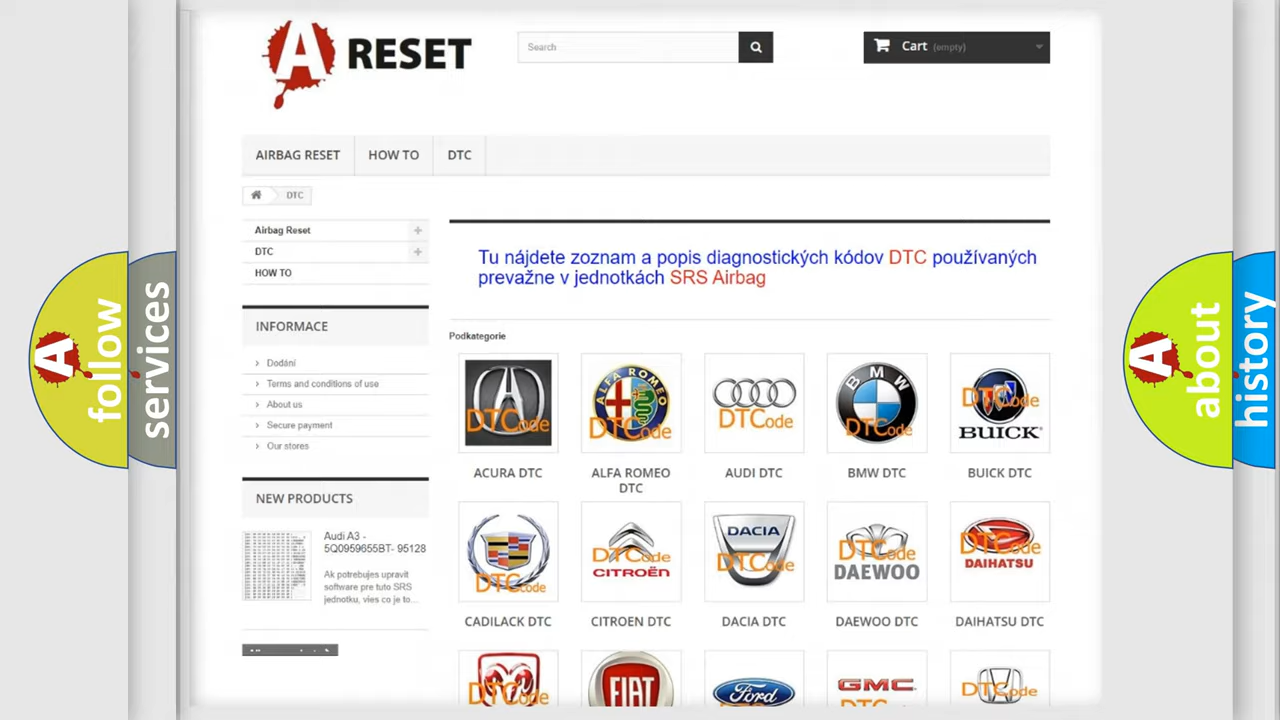 A RESET
Search
Cart (empty)
AIRBAG RESET
HOW TO
DTC
DTC
Airbag Reset
DTC
HOW TO
INFORMACE
Dodání
Terms and conditions of use
About us
Secure payment
Our stores
NEW PRODUCTS
Audi A3 -
5Q0959655BT- 95128
Ak potrebujes upravit
software pre tuto SRS
jednotku, vies co je to...
Tu nájdete zoznam a popis diagnostických kódov DTC používaných
prevažne v jednotkách SRS Airbag
Podkategorie
DTCode
ALFA ROMEO
DTCode
DTCode
BMW
DTCode
DTCode
BUICK
ACURA DTC
ALFA ROMEO
DTC
AUDI DTC
BMW DTC
BUICK DTC
DTCode
DTCode
CITROËN
DACIA
DTCode
DTCode
DAEWOO
DTCode
DAIHATSU
CADILACK DTC
CITROEN DTC
DACIA DTC
DAEWOO DTC
DAIHATSU DTC
DTCode
FIAT
Ford
GMC
DTCode
A follow
services
A about
history